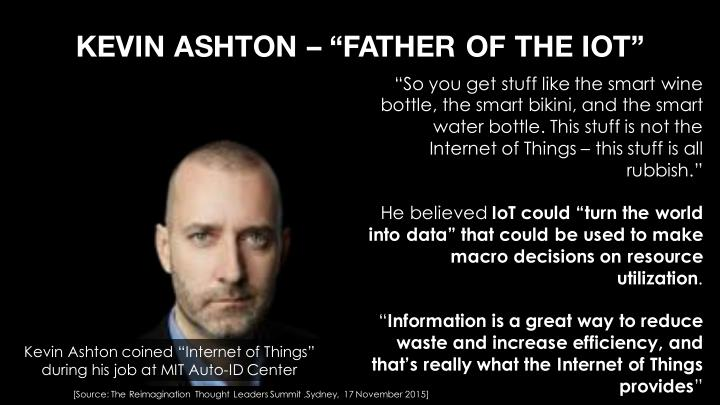 KEVIN ASHTON – “FATHER OF THE IOT”
“So you get stuff like the smart wine
bottle, the smart bikini, and the smart
water bottle. This stuff is not the
Internet of Things – this stuff is all
rubbish.”
He believed IoT could “turn the world
into data” that could be used to make
macro decisions on resource
utilization.
“Information is a great way to reduce
waste and increase efficiency, and
that’s really what the Internet of Things
provides”
Kevin Ashton coined “Internet of Things”
during his job at MIT Auto-ID Center
[Source: The Reimagination Thought Leaders Summit ,Sydney, 17 November 2015]